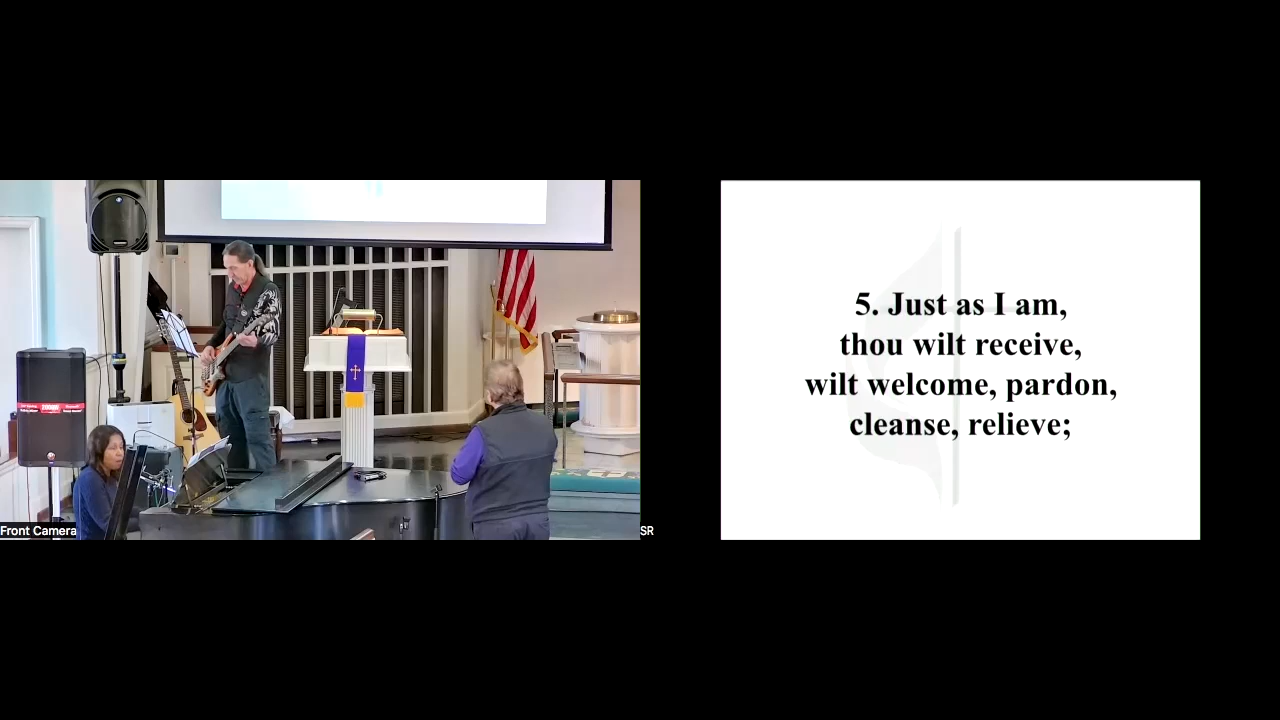 Front Camera
SR
5. Just as I am,
thou wilt receive,
wilt welcome, pardon,
cleanse, relieve;